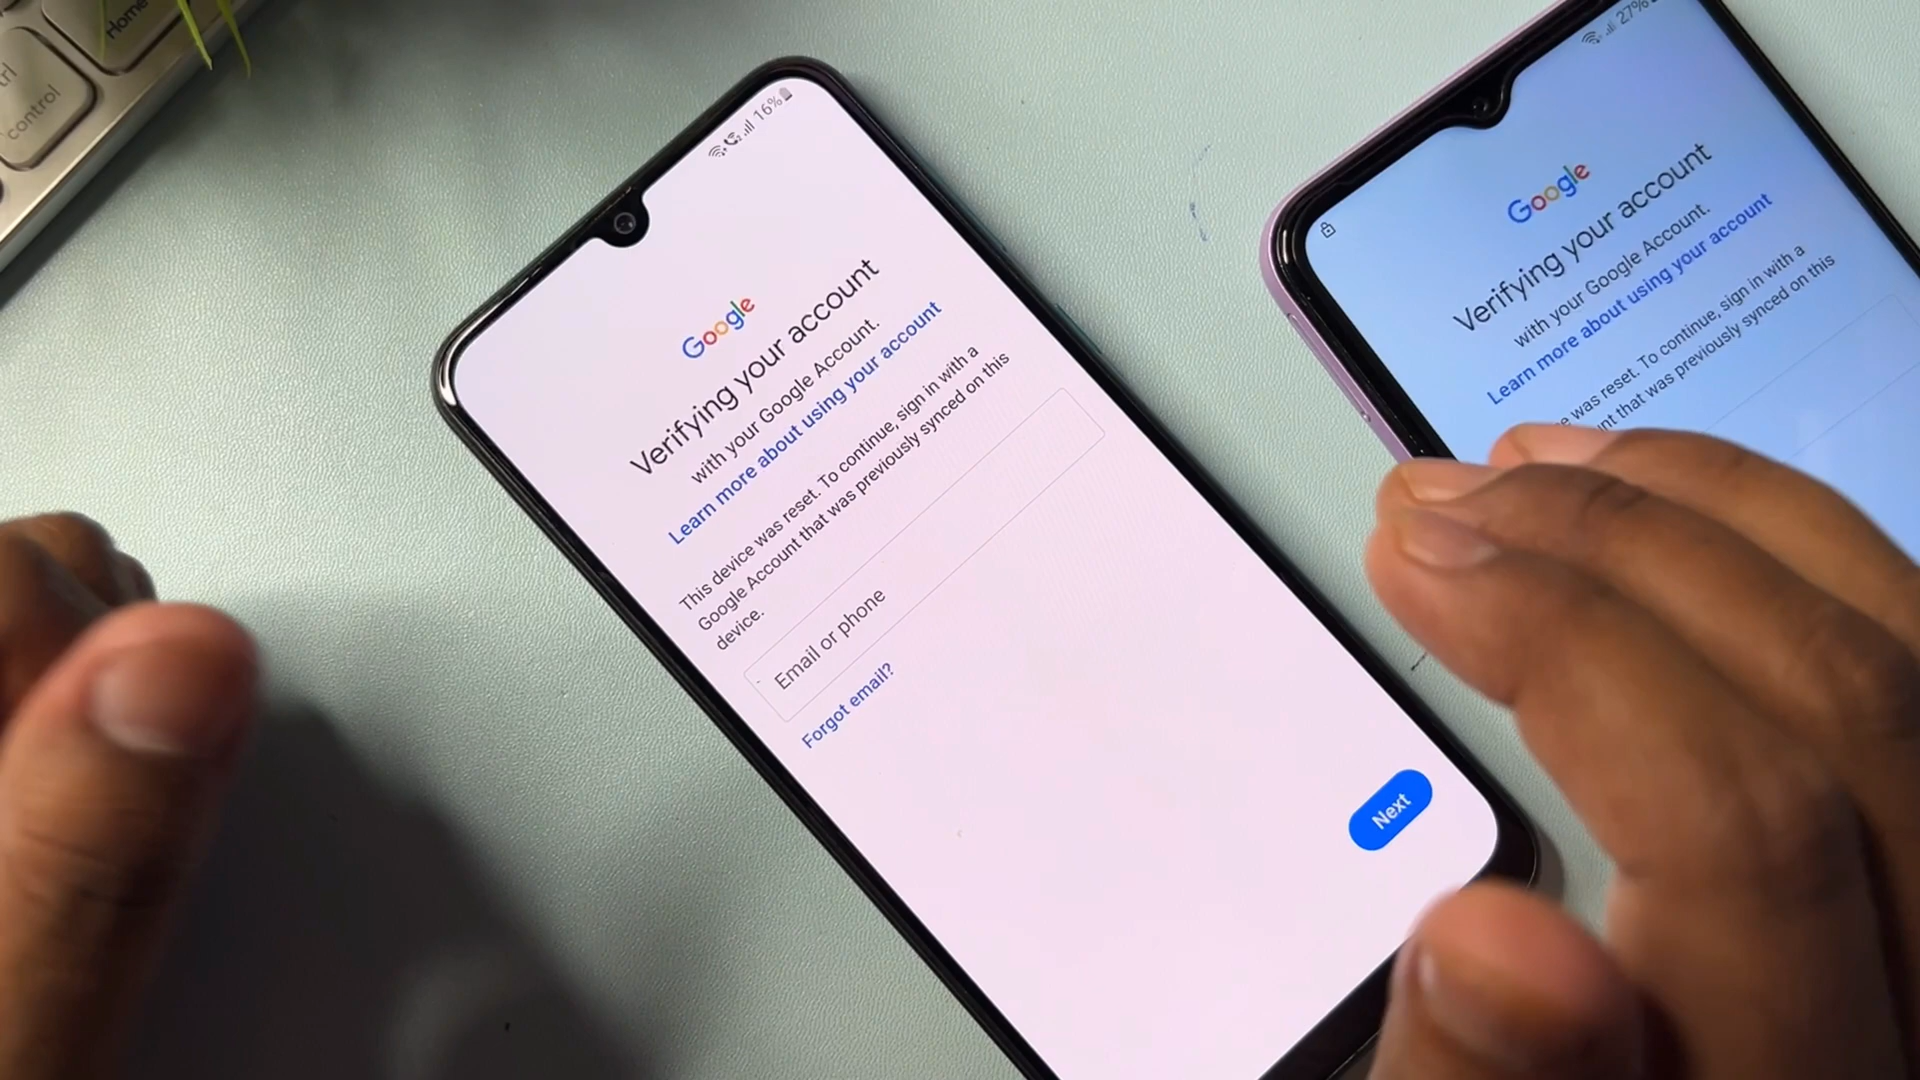 Home
control
16%
Google
Verifying your account
with your Google Account.
Learn more about using your account
This device was reset. To continue, sign in with a
Google Account that was previously synced on this
device.
Email or phone
Forgot email?
Next
27%
Google
Verifying your account
with your Google Account.
Learn more about using your account
was reset. To continue, sign in with a
that was previously synced on this